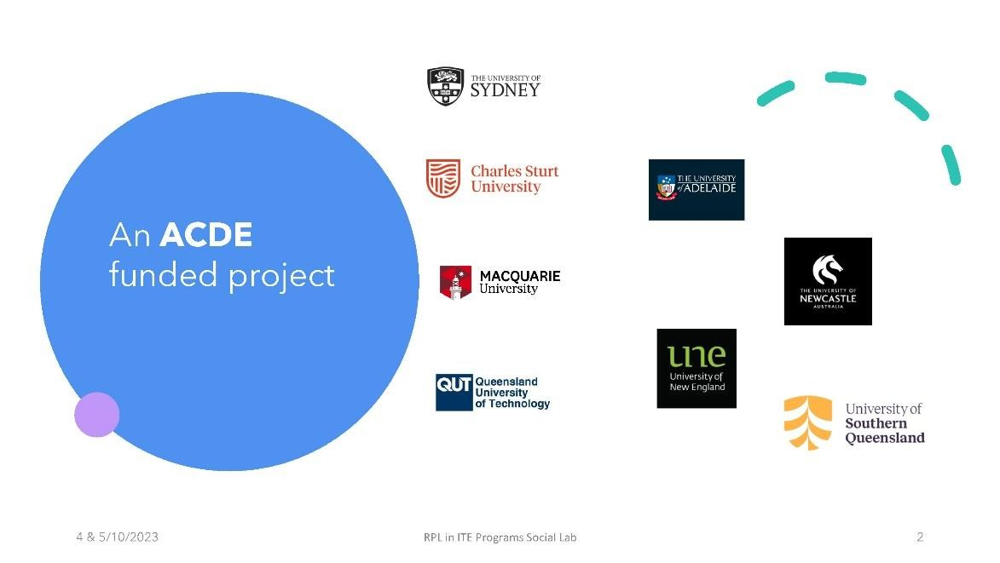 An ACDE
funded project
THE UNIVERSITY OF
SYDNEY
Charles Sturt
University
MACQUARIE
University
QUT
Queensland
University
of Technology
THE UNIVERSITY
of ADELAIDE
THE UNIVERSITY OF
NEWCASTLE
AUSTRALIA
une
University of
New England
University of
Southern
Queensland
4 & 5/10/2023
RPL in ITE Programs Social Lab
2